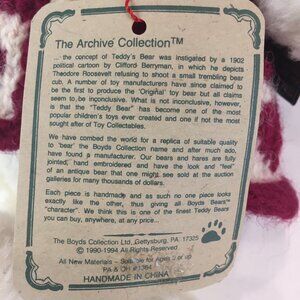 The Archive Collection™
... the concept of Teddy's Bear was instigated by a 1902
political cartoon by Clifford Berryman, in which he depicts
Theodore Roosevelt refusing to shoot a small trembling bear
cub. A number of toy manufacturers have since claimed to
be the first to produce the 'Original' toy bear but all claims
seem to be inconclusive. What is not inconclusive, however,
is that the "Teddy Bear" has become one of the most
popular children's toys ever created and one if not the most
sought after of Toy Collectables.
We have combed the world for a replica of suitable quality
to 'bear' the Boyds Collection name and after much ado,
have found a manufacturer. Our bears and hares are fully
jointed, hand embroidered and have the look and "feel"
of an antique bear that one might see sold at the auction
galleries for many thousands of dollars.
Each piece is handmade and as such no one piece looks
exactly like the other, thus giving all Boyds Bears™
"character". We think this is one of the finest Teddy Bears
you can buy, anywhere, at any price...
The Boyds Collection Ltd, Gettysburg, PA 17325
© 1990-1994 All Rights Reserved
All New Materials - Suitable for Ages 3 or up
PA & OH #1364
HANDMADE IN CHINA